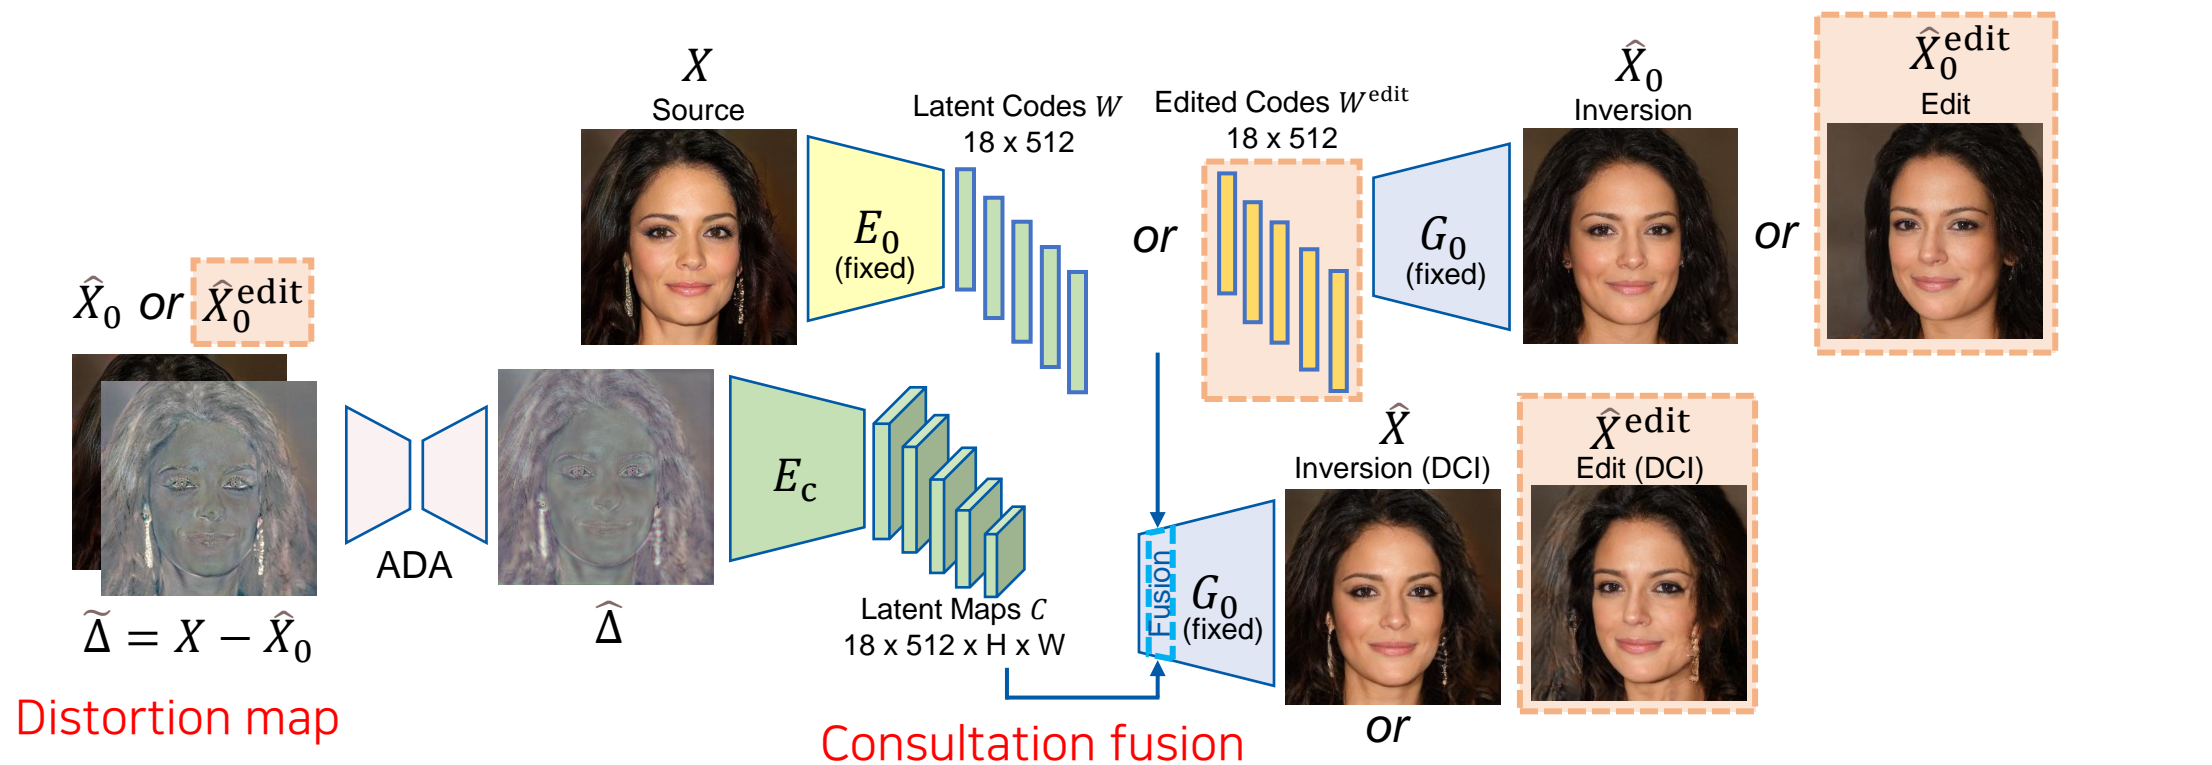 X
Source
Latent Codes W
18 x 512
Edited Codes W^edit
18 x 512
X̂₀
Inversion
X̂₀^edit
Edit
E₀
(fixed)
or
G₀
(fixed)
or
X̂₀ or X̂₀^edit
ADA
Δ̃ = X − X̂₀
Distortion map
Δ̂
E_c
Latent Maps C
18 x 512 x H x W
Consultation fusion
Fusion
G₀
(fixed)
X̂
Inversion (DCI)
or
X̂^edit
Edit (DCI)